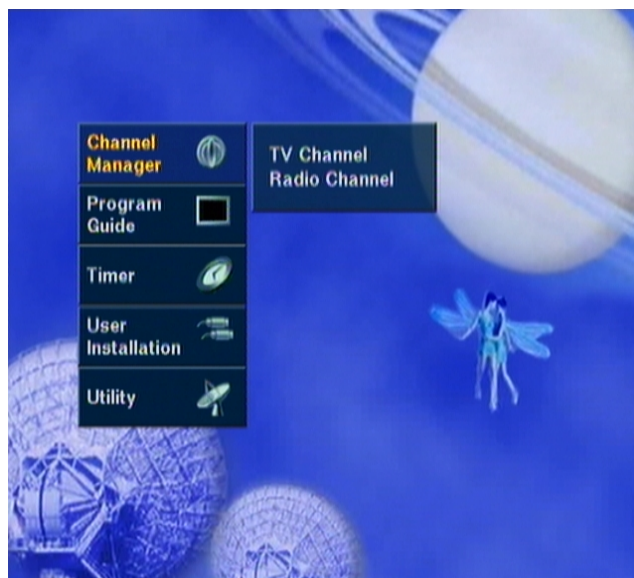 Channel
Manager
TV Channel
Radio Channel
Program
Guide
Timer
User
Installation
Utility